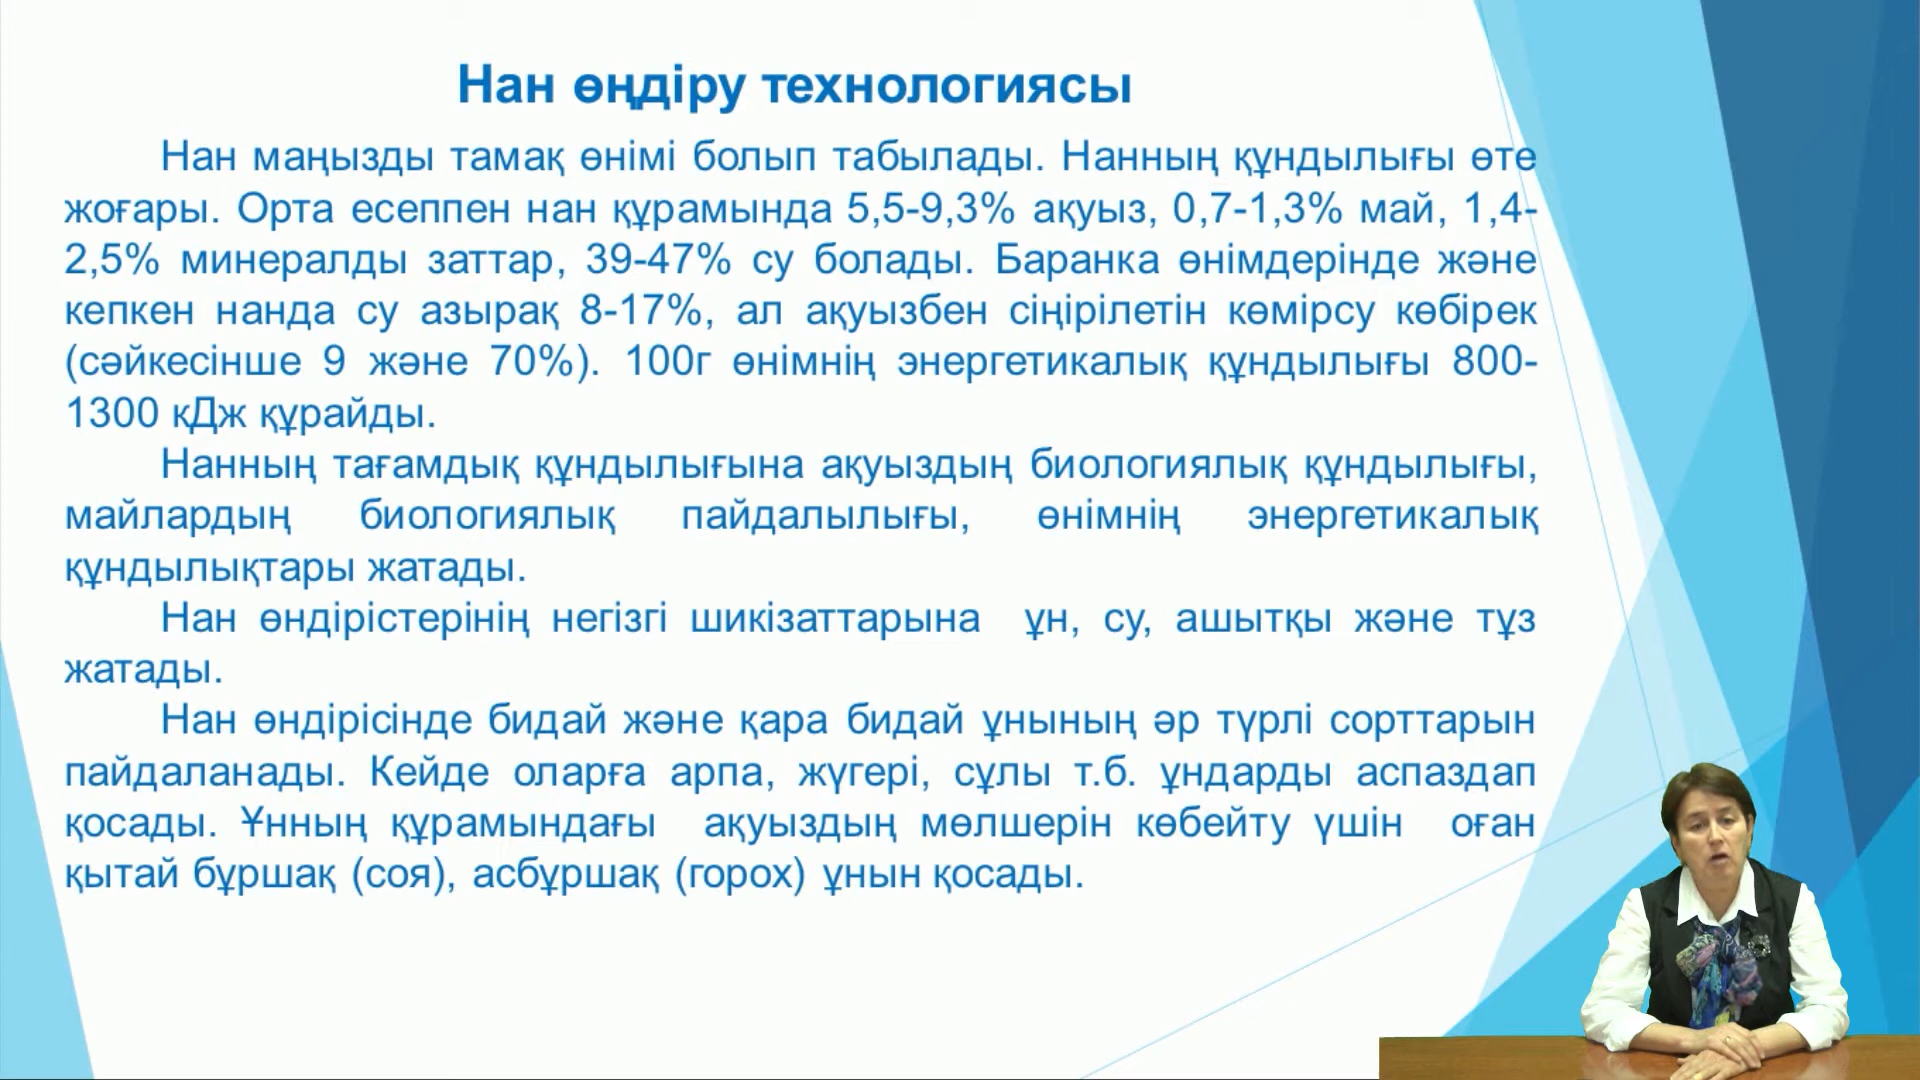 Нан өңдіру технологиясы
Нан маңызды тамақ өнімі болып табылады. Нанның құндылығы өте
жоғары. Орта есеппен нан құрамында 5,5-9,3% ақуыз, 0,7-1,3% май, 1,4-
2,5% минералды заттар, 39-47% су болады. Баранка өнімдерінде және
кепкен нанда су азырақ 8-17%, ал ақуызбен сіңірілетін көмірсу көбірек
(сәйкесінше 9 және 70%). 100г өнімнің энергетикалық құндылығы 800-
1300 кДж құрайды.
Нанның тағамдық құндылығына ақуыздың биологиялық құндылығы,
майлардың биологиялық пайдалылығы, өнімнің энергетикалық
құндылықтары жатады.
Нан өндірістерінің негізгі шикізаттарына ұн, су, ашытқы және тұз
жатады.
Нан өндірісінде бидай және қара бидай ұнының әр түрлі сорттарын
пайдаланады. Кейде оларға арпа, жүгері, сұлы т.б. ұндарды аспаздап
қосады. Ұнның құрамындағы ақуыздың мөлшерін көбейту үшін оған
қытай бұршақ (соя), асбұршақ (горох) ұнын қосады.